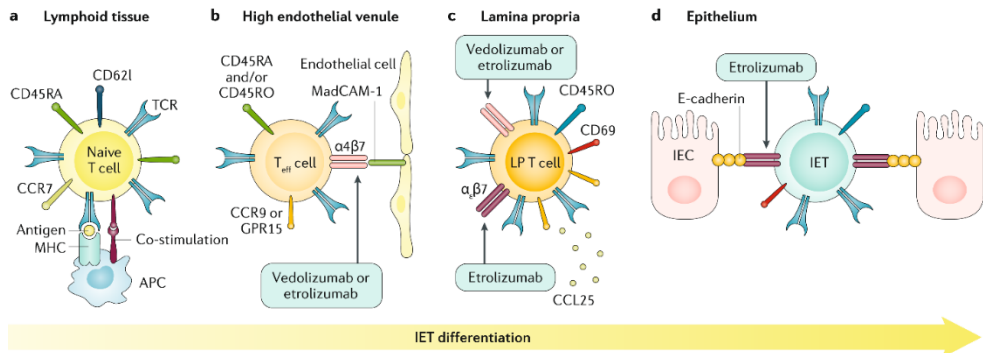 a Lymphoid tissue
CD62l
CD45RA
TCR
Naive
T cell
CCR7
Antigen
MHC
Co-stimulation
APC
b High endothelial venule
CD45RA
and/or
CD45RO
Endothelial cell
MadCAM-1
α4β7
Teff cell
CCR9 or
GPR15
Vedolizumab or
etrolizumab
c Lamina propria
Vedolizumab or
etrolizumab
CD45RO
CD69
LP T cell
αεβ7
Etrolizumab
CCL25
d Epithelium
Etrolizumab
E-cadherin
IEC
IET
IET differentiation